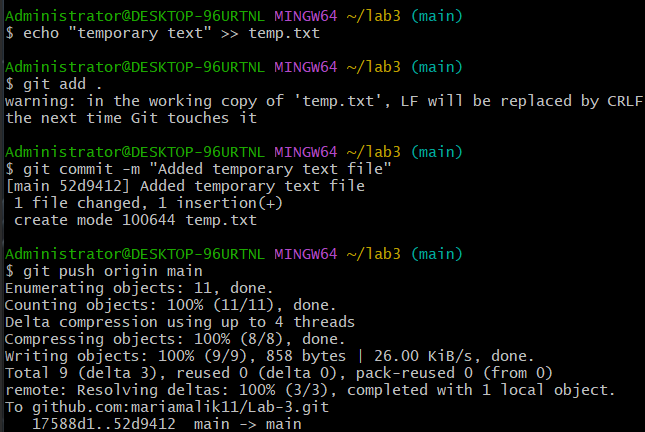 Administrator@DESKTOP-96URTNL MINGW64 ~/lab3 (main)
$ echo "temporary text" >> temp.txt
Administrator@DESKTOP-96URTNL MINGW64 ~/lab3 (main)
$ git add .
warning: in the working copy of 'temp.txt', LF will be replaced by CRLF
the next time Git touches it
Administrator@DESKTOP-96URTNL MINGW64 ~/lab3 (main)
$ git commit -m "Added temporary text file"
[main 52d9412] Added temporary text file
 1 file changed, 1 insertion(+)
 create mode 100644 temp.txt
Administrator@DESKTOP-96URTNL MINGW64 ~/lab3 (main)
$ git push origin main
Enumerating objects: 11, done.
Counting objects: 100% (11/11), done.
Delta compression using up to 4 threads
Compressing objects: 100% (8/8), done.
Writing objects: 100% (9/9), 858 bytes | 26.00 KiB/s, done.
Total 9 (delta 3), reused 0 (delta 0), pack-reused 0 (from 0)
remote: Resolving deltas: 100% (3/3), completed with 1 local object.
To github.com:mariamalik11/Lab-3.git
   17588d1..52d9412  main -> main